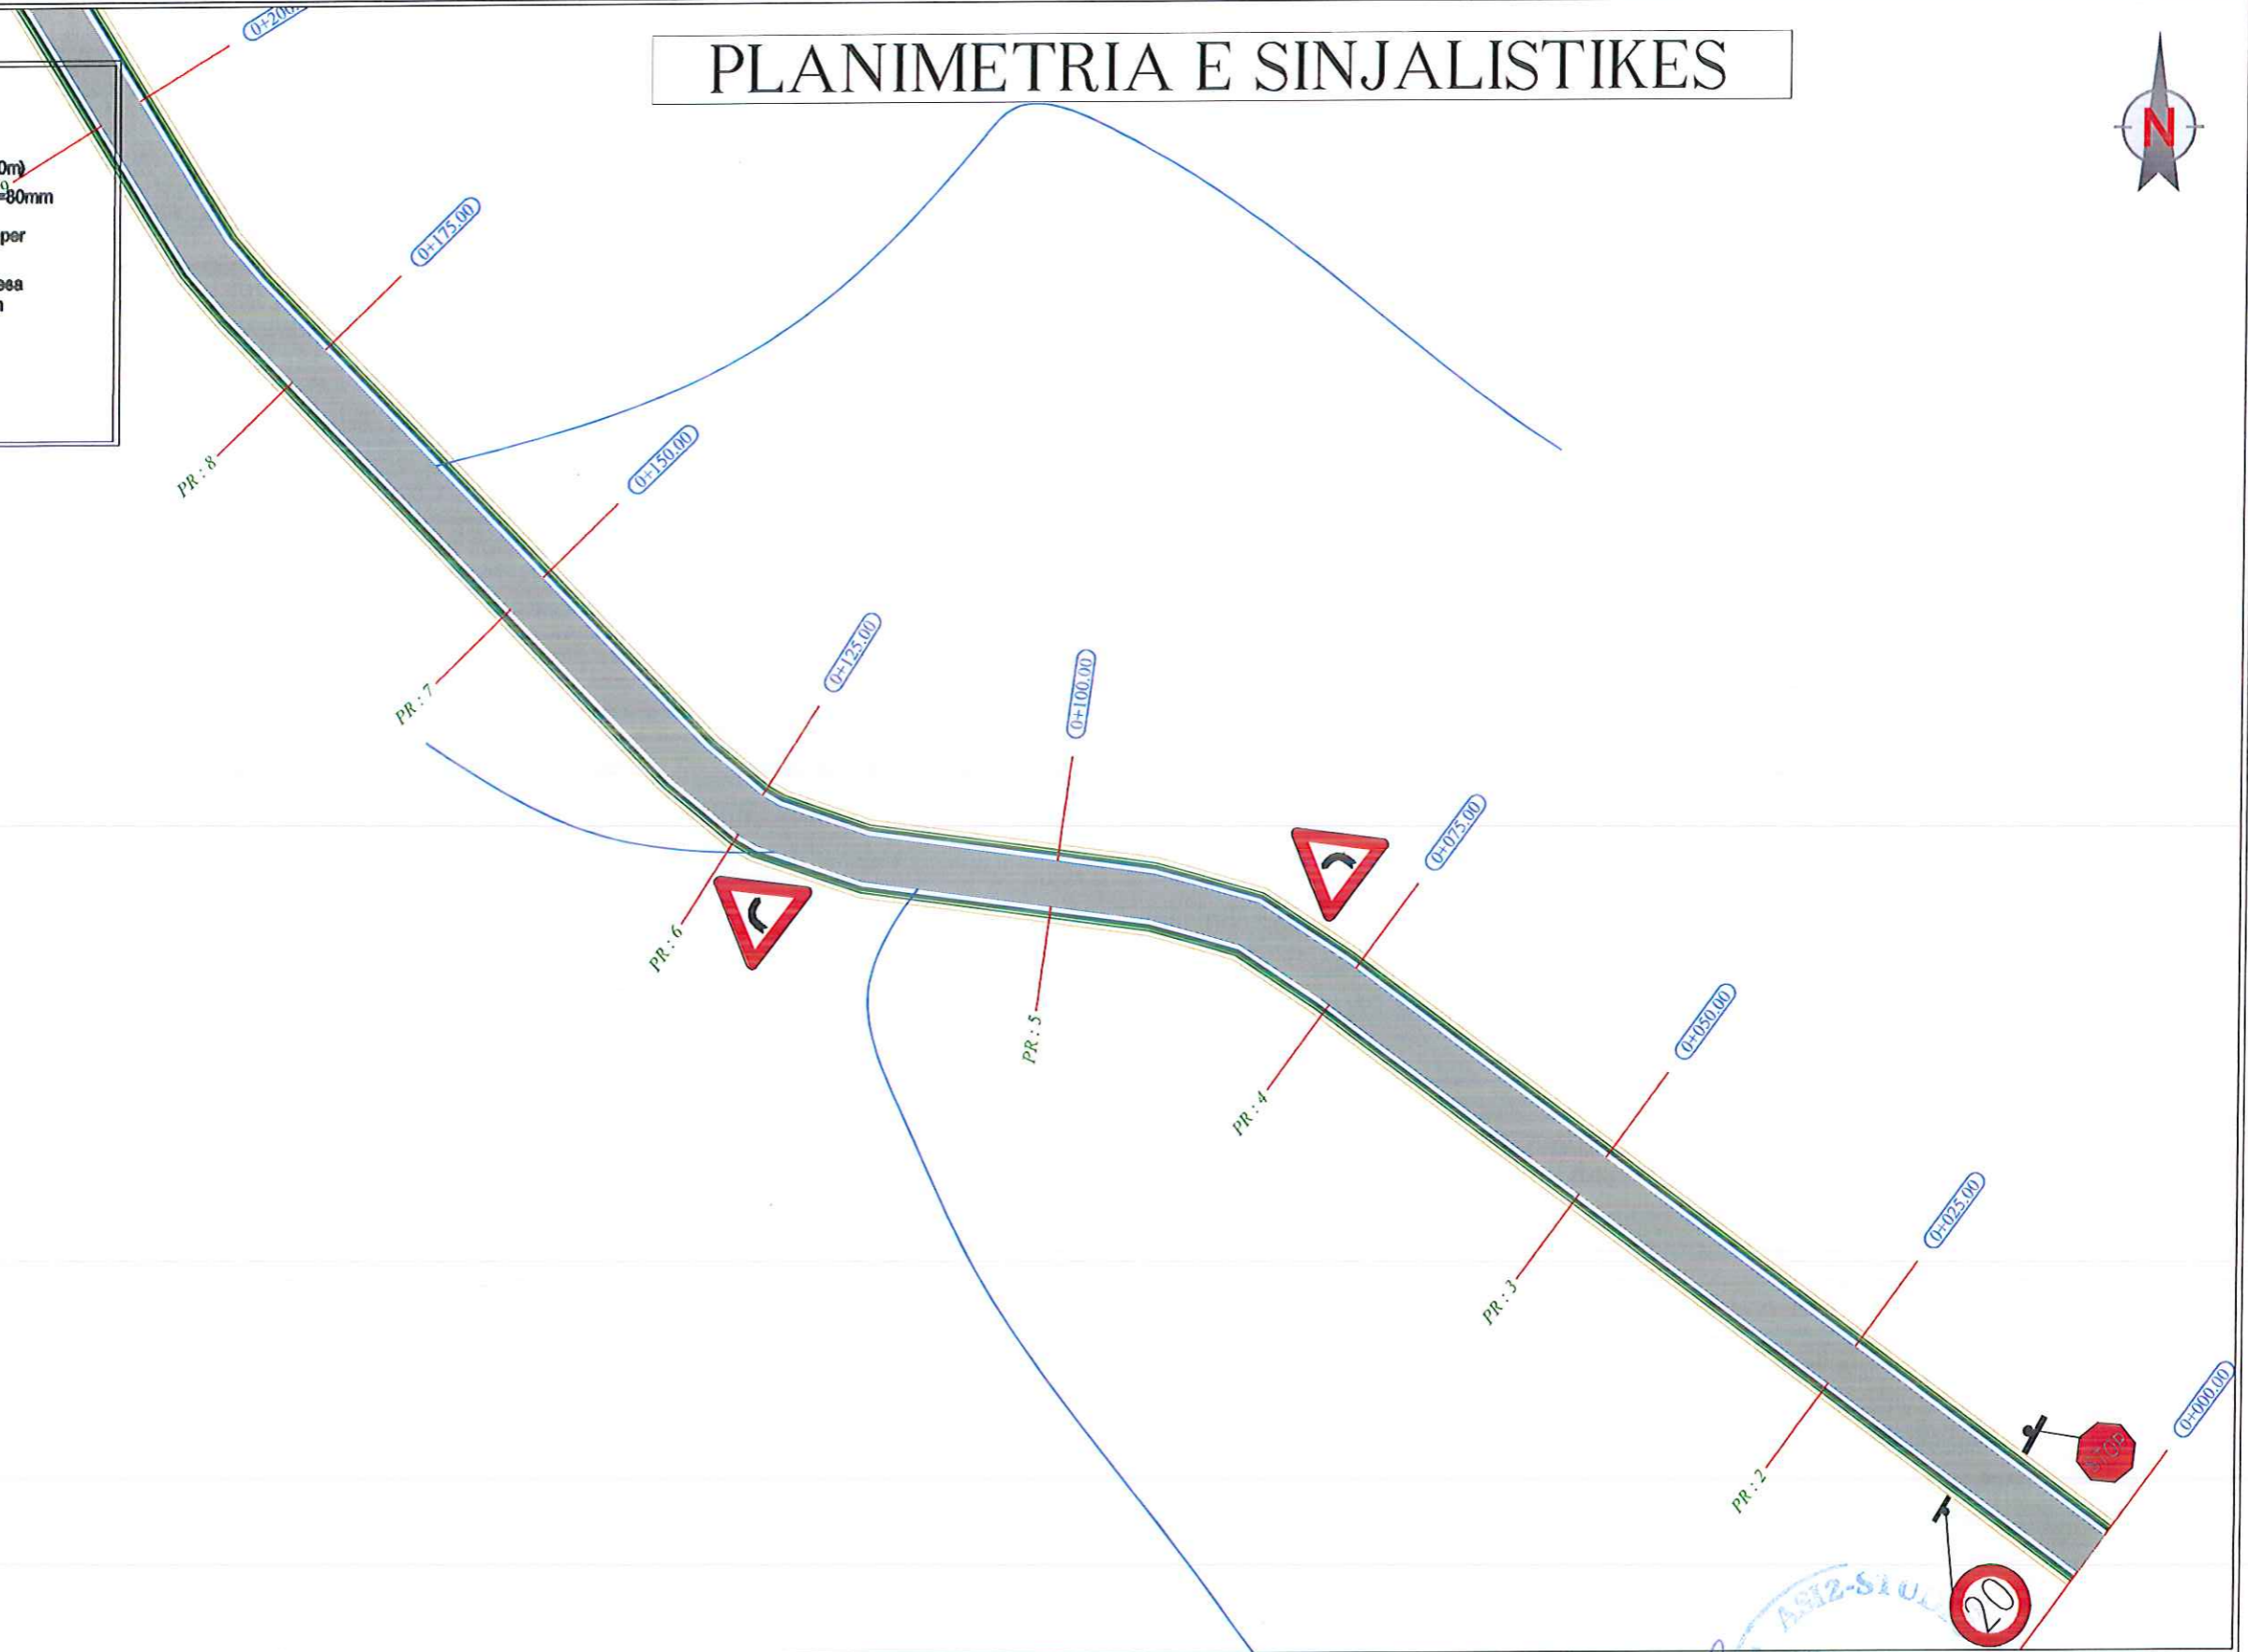 PLANIMETRIA E SINJALISTIKES
N
0m)
9
=80mm
per
0+175.00
PR : 8
0+150.00
PR : 7
0+125.00
0+100.00
PR : 6
PR : 5
0+075.00
PR : 4
0+050.00
PR : 3
0+025.00
PR : 2
0+000.00
STOP
20